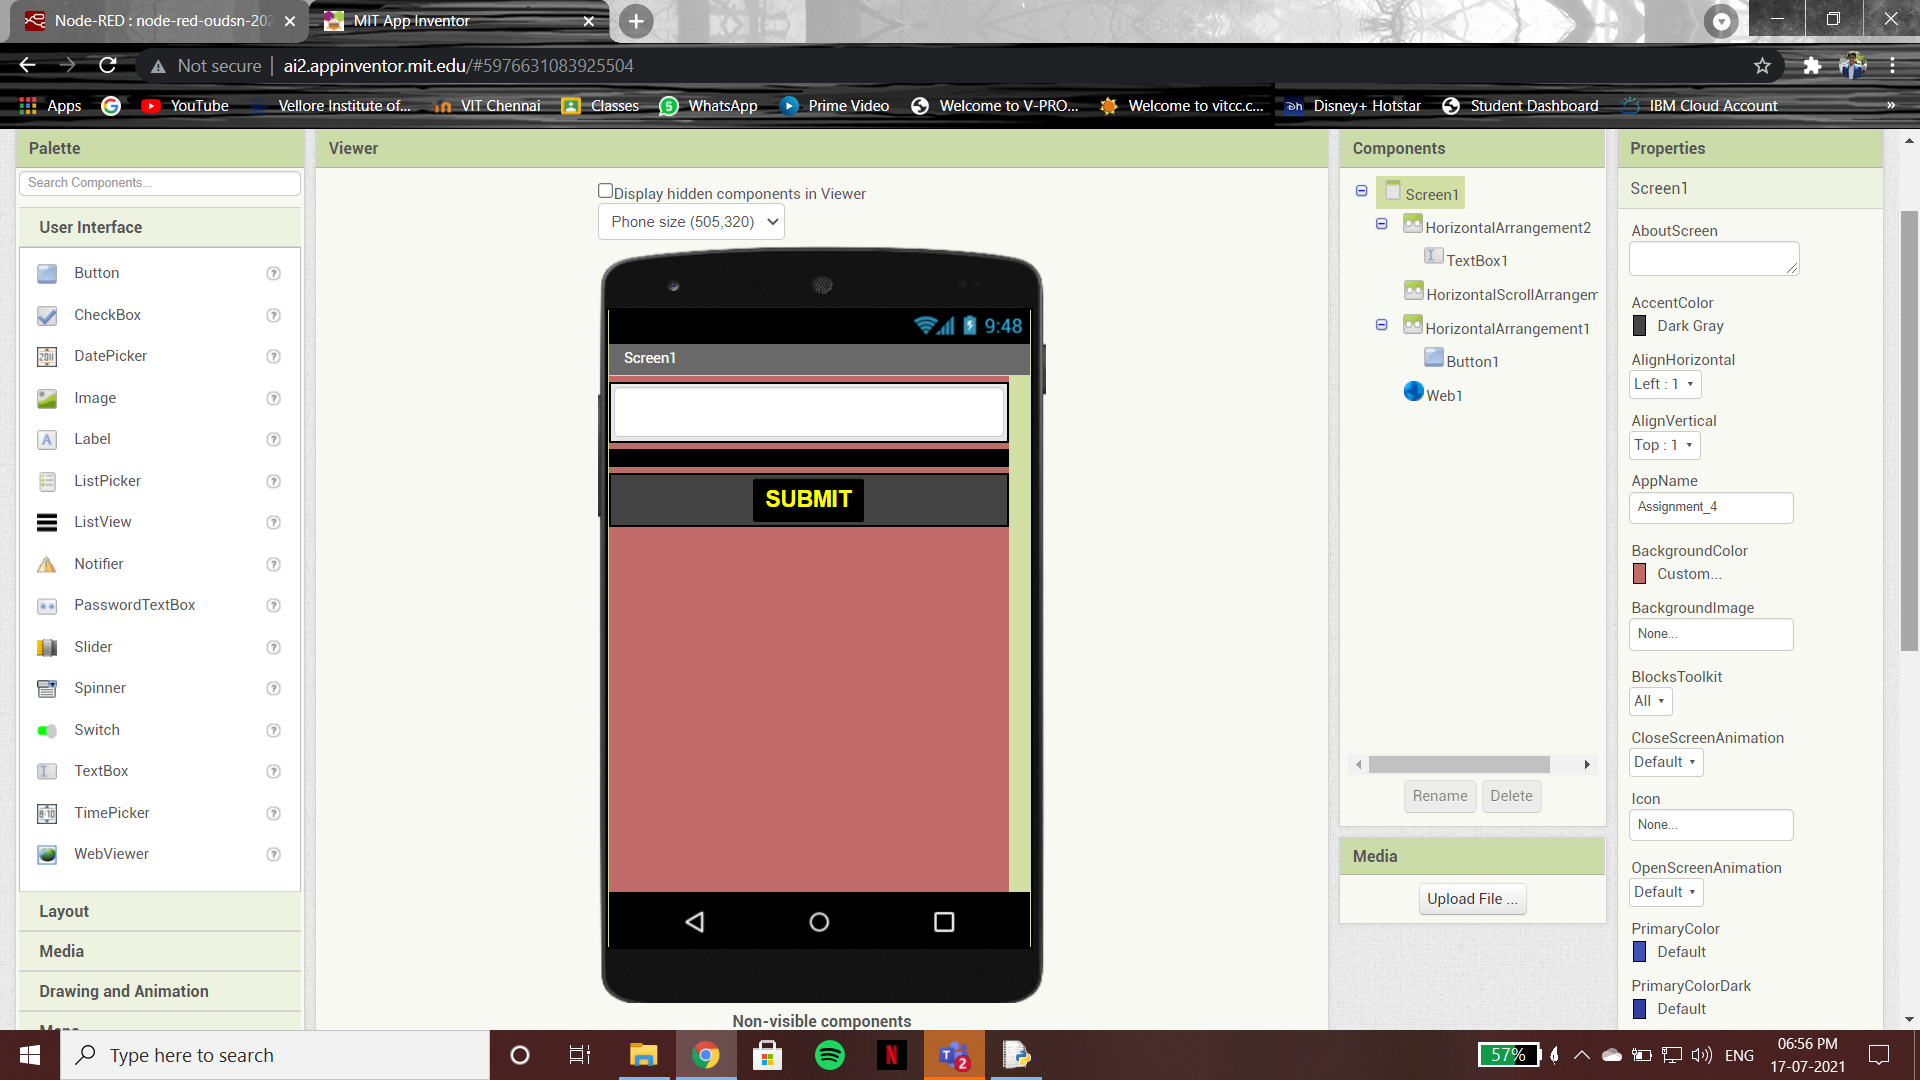 Node-RED : node-red-oudsn-202
MIT App Inventor
Not secure
ai2.appinventor.mit.edu/#5976631083925504
Apps
YouTube
Vellore Institute of...
VIT Chennai
Classes
5
WhatsApp
Prime Video
Welcome to V-PRO...
Welcome to vitcc.c...
Disney+ Hotstar
Student Dashboard
IBM Cloud Account
»
Palette
Search Components...
User Interface
Button
CheckBox
DatePicker
Image
Label
ListPicker
ListView
Notifier
PasswordTextBox
Slider
Spinner
Switch
TextBox
TimePicker
WebViewer
Layout
Media
Drawing and Animation
Maps
Viewer
Display hidden components in Viewer
Phone size (505,320)
9:48
Screen1
SUBMIT
Non-visible components
Components
Screen1
HorizontalArrangement2
TextBox1
HorizontalScrollArrangem
HorizontalArrangement1
Button1
Web1
Rename
Delete
Media
Upload File ...
Properties
Screen1
AboutScreen
AccentColor
Dark Gray
AlignHorizontal
Left : 1
AlignVertical
Top : 1
AppName
Assignment_4
BackgroundColor
Custom...
BackgroundImage
None...
BlocksToolkit
All
CloseScreenAnimation
Default
Icon
None...
OpenScreenAnimation
Default
PrimaryColor
Default
PrimaryColorDark
Default
Type here to search
2
57%
ENG
06:56 PM
17-07-2021